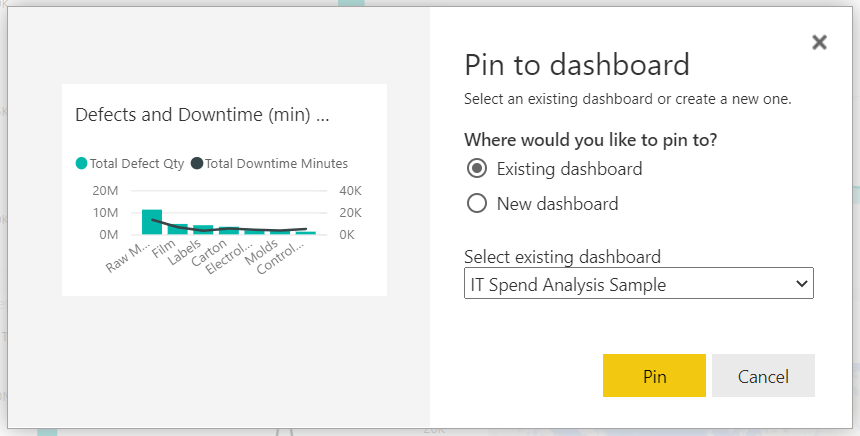 Pin to dashboard
Select an existing dashboard or create a new one.
Where would you like to pin to?
Existing dashboard
New dashboard
Select existing dashboard
IT Spend Analysis Sample
Pin Cancel
Defects and Downtime (min) ...
Total Defect Qty Total Downtime Minutes
20M 40K
10M 20K
0M 0K
Raw M... Film Labels Carton Electrol... Molds Control...
20K